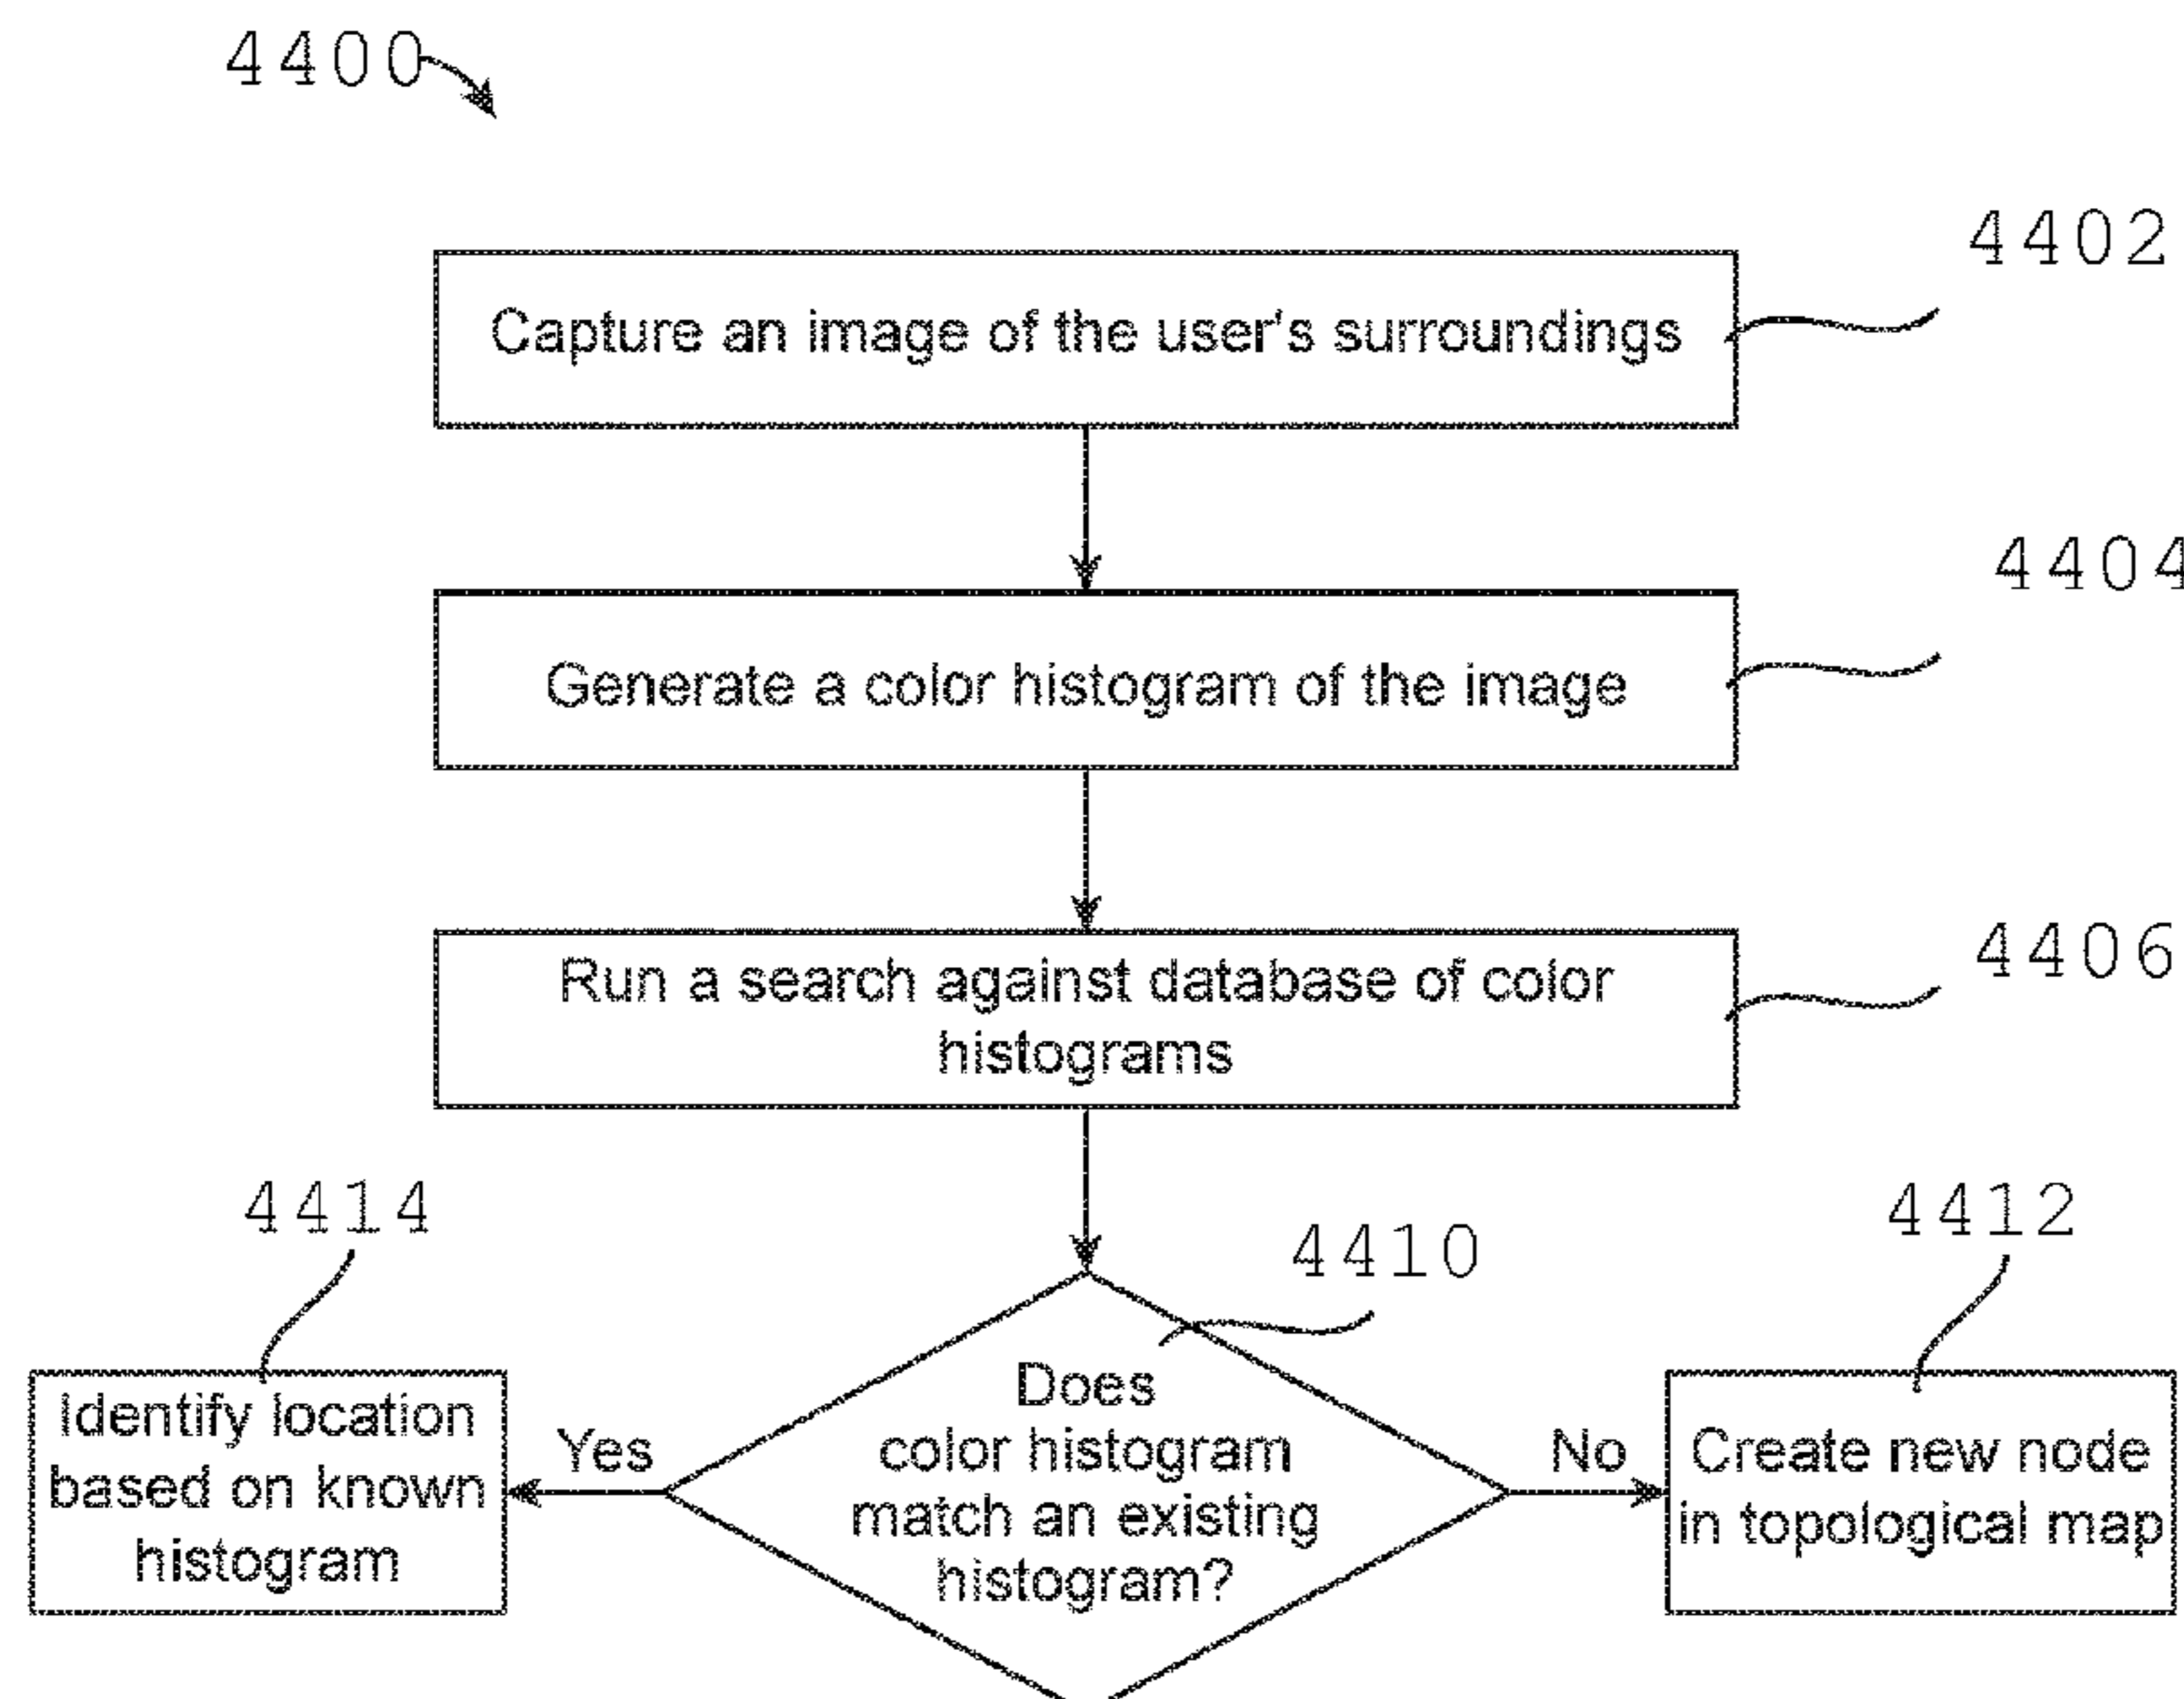 4400
4402
Capture an image of the user's surroundings
4404
Generate a color histogram of the image
4406
Run a search against database of color
histograms
4414
4410
4412
Identify location
based on known
histogram
Yes
Does
color histogram
match an existing
histogram?
No
Create new node
in topological map